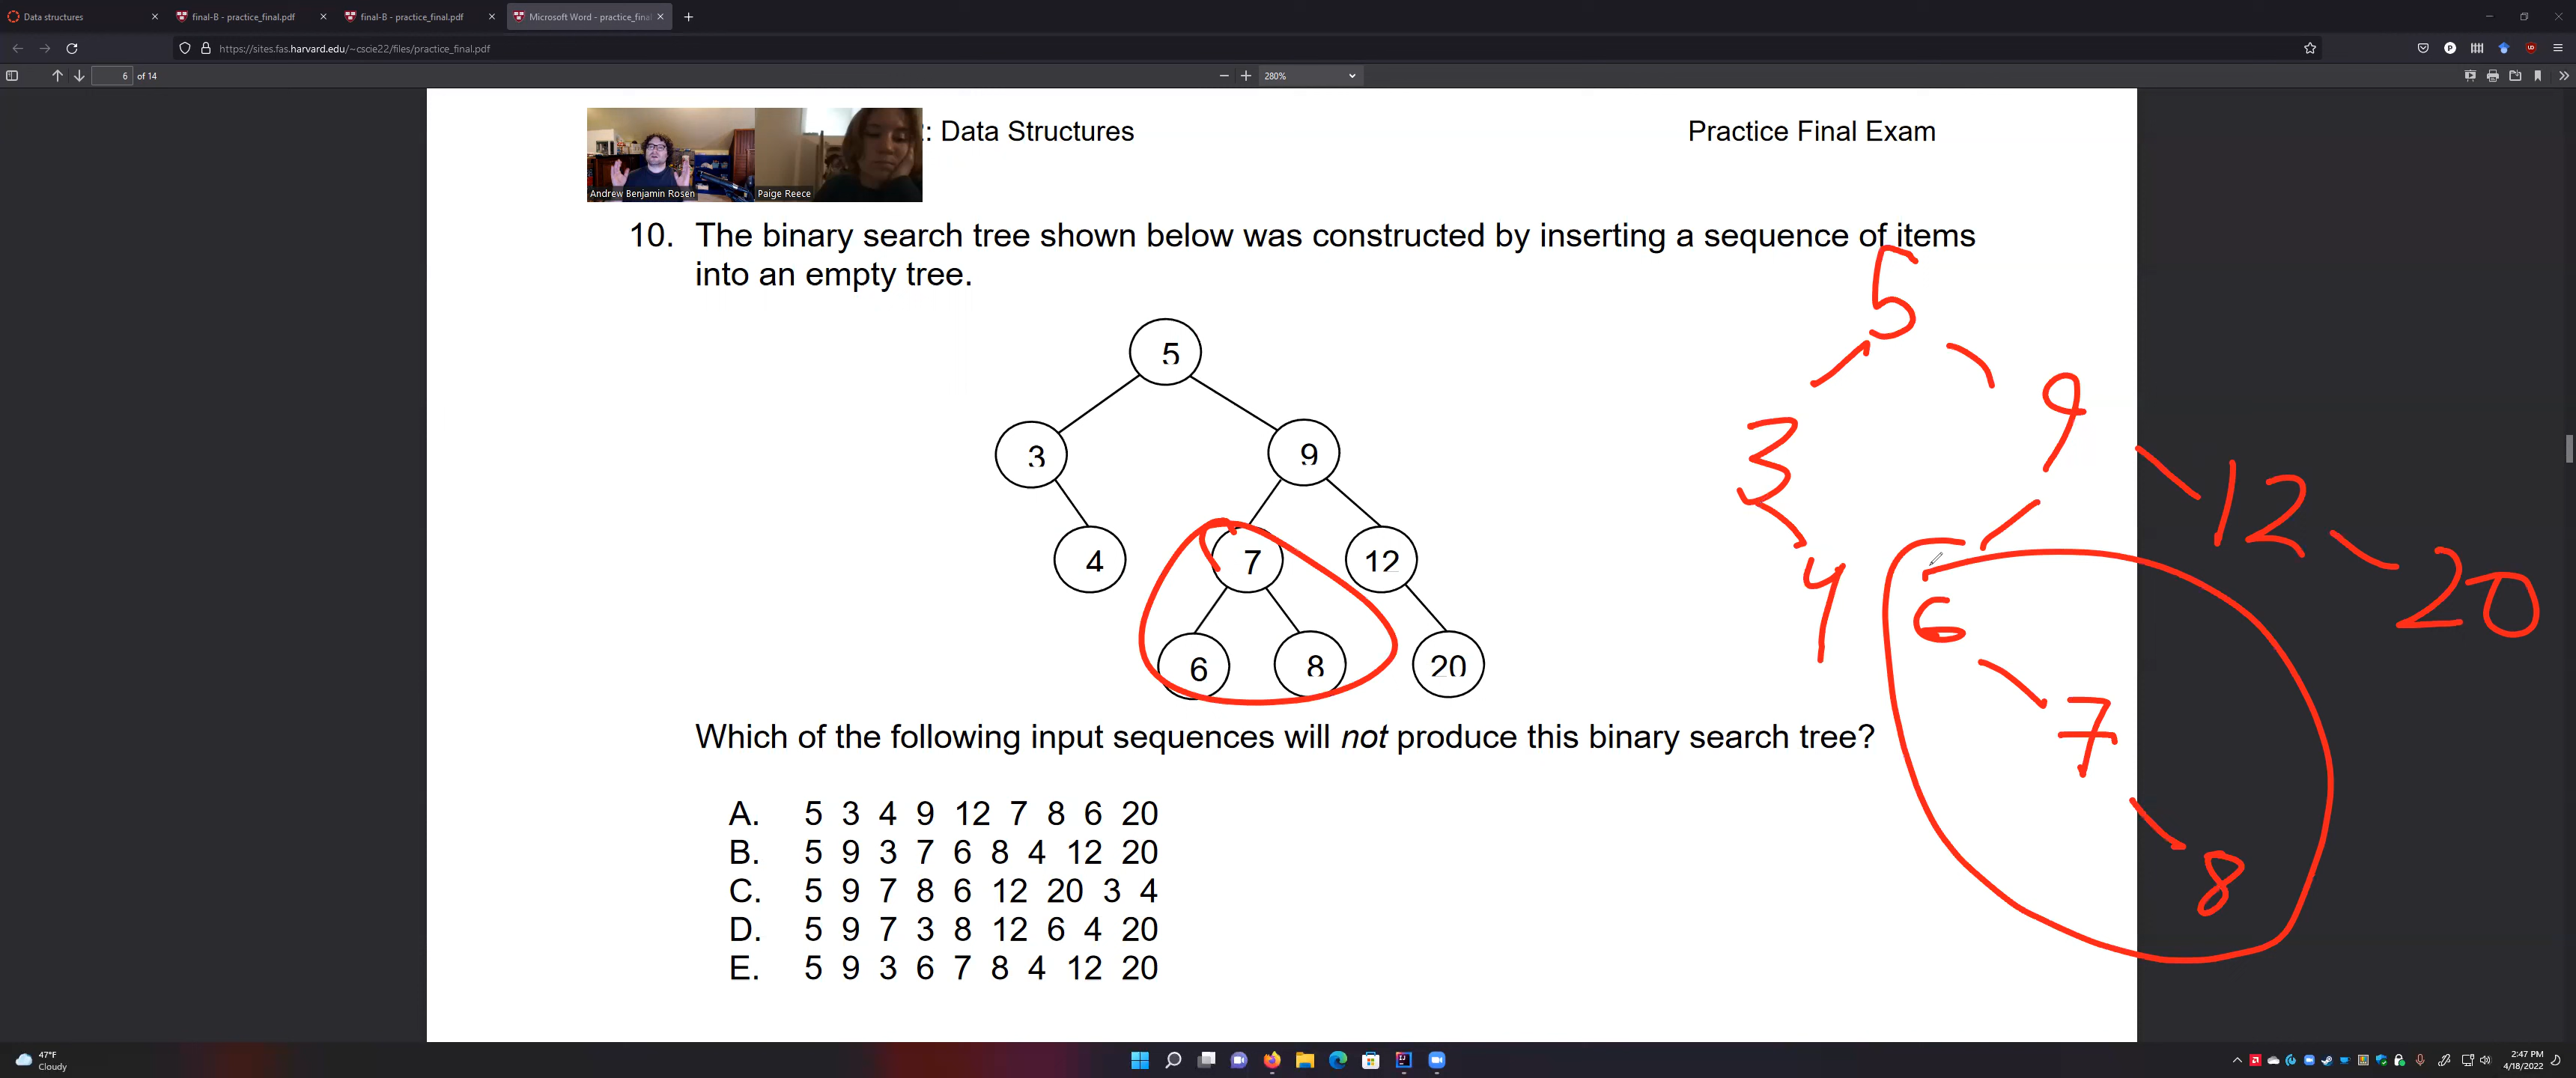 Data structures
final-B - practice_final.pdf
final-B - practice_final.pdf
Microsoft Word - practice_final
https://sites.fas.harvard.edu/~cscie22/files/practice_final.pdf
6 of 14
280%
Andrew Benjamin Rosen
Paige Reece
: Data Structures
Practice Final Exam
10. The binary search tree shown below was constructed by inserting a sequence of items
into an empty tree.
5
3 9
4 7 12
6 8 20
5
3 9
4 6 12 20
7
8
Which of the following input sequences will not produce this binary search tree?
A. 5 3 4 9 12 7 8 6 20
B. 5 9 3 7 6 8 4 12 20
C. 5 9 7 8 6 12 20 3 4
D. 5 9 7 3 8 12 6 4 20
E. 5 9 3 6 7 8 4 12 20
47°F
Cloudy
2:47 PM
4/18/2022